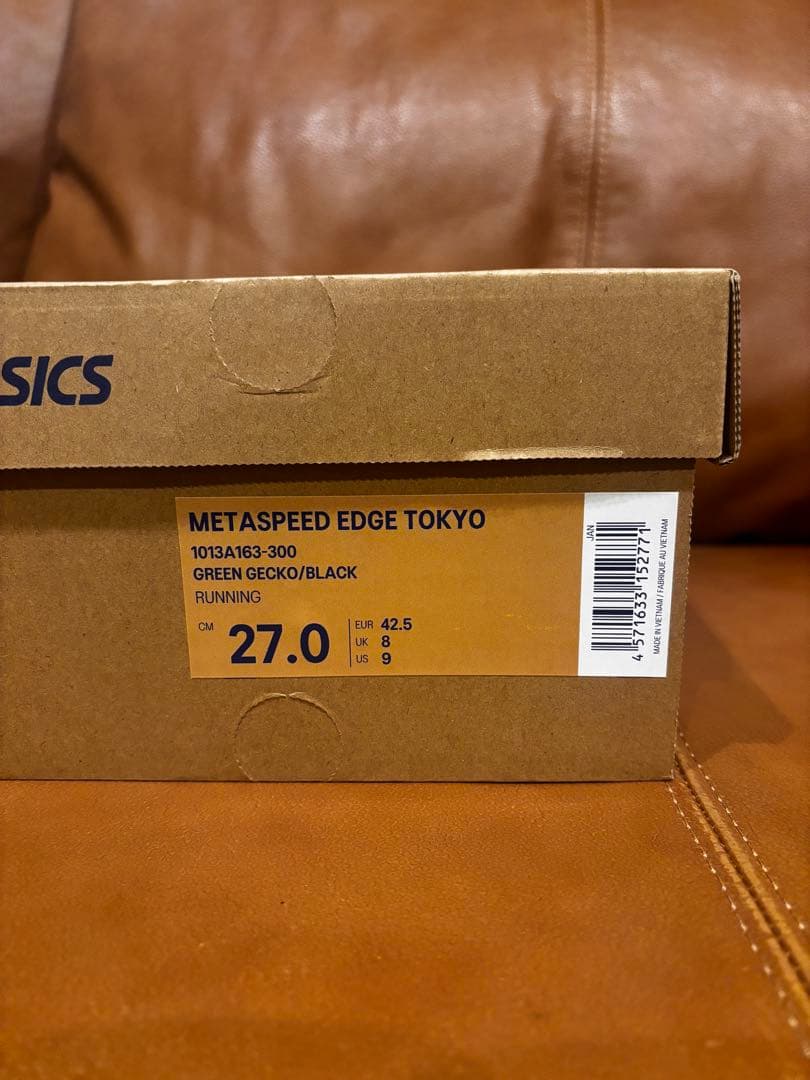 SICS
METASPEED EDGE TOKYO
1013A163-300
GREEN GECKO/BLACK
RUNNING
CM 27.0
EUR 42.5
UK 8
US 9
JAN
4 571633 152771
MADE IN VIETNAM / FABRIQUE AU VIETNAM